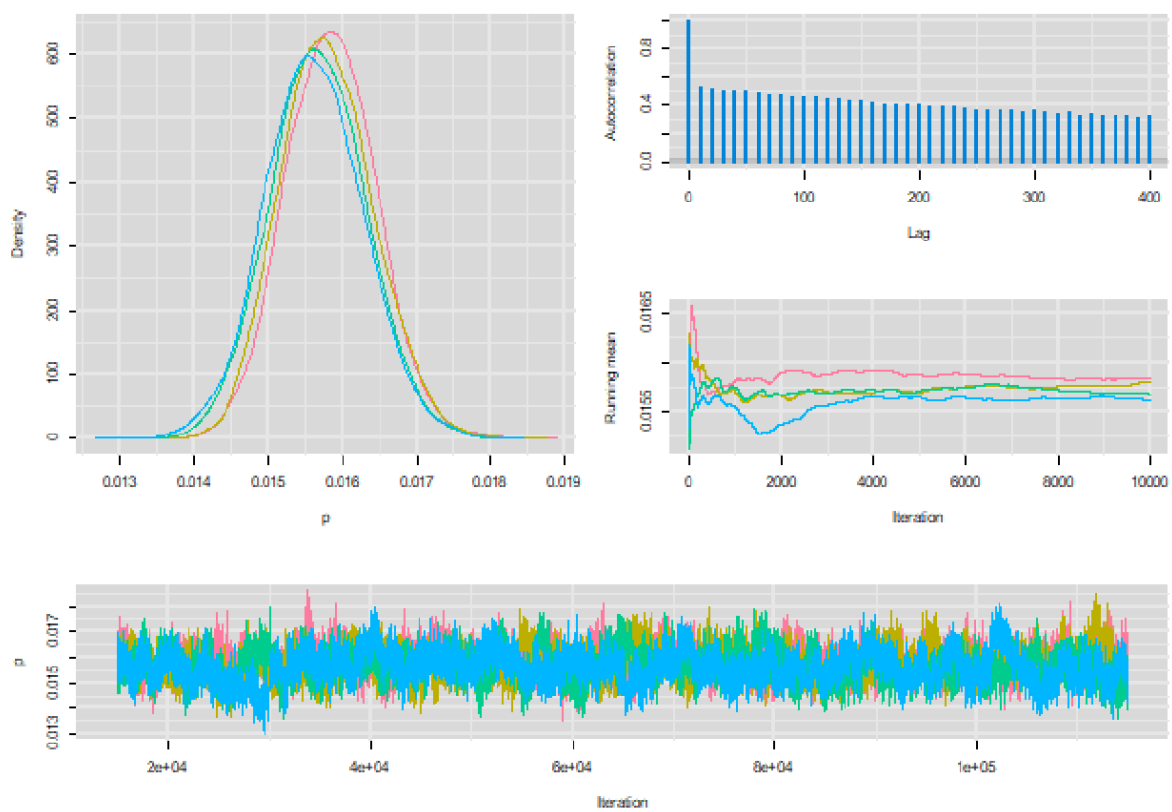 Density
0 100 200 300 400 500 600
0.013 0.014 0.015 0.016 0.017 0.018 0.019
p
Autocorrelation
0.0 0.4 0.8
0 100 200 300 400
Lag
Running mean
0.0155 0.0165
0 2000 4000 6000 8000 10000
Iteration
p
0.013 0.015 0.017
2e+04 4e+04 6e+04 8e+04 1e+05
Iteration